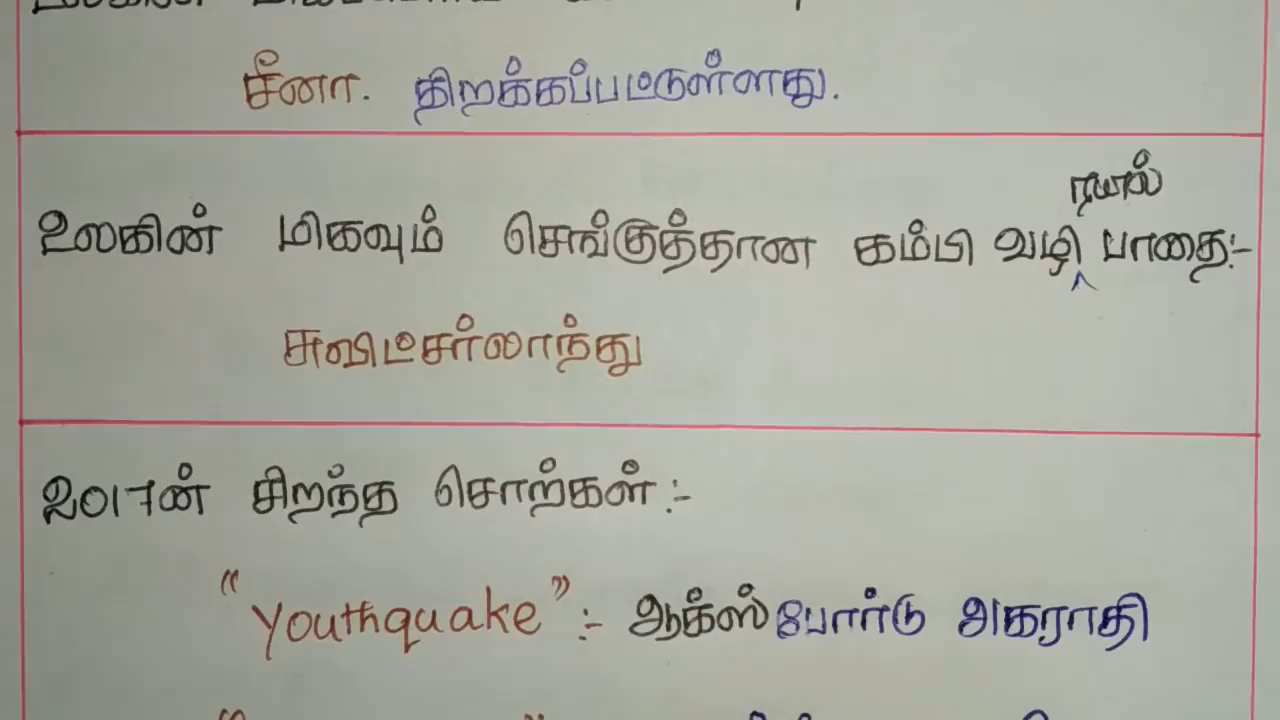 சீனா. திறக்கப்பட்டுள்ளது.
ரயில்
உலகின் மிகவும் செங்குத்தான கம்பி வழி பாதை:-
சுவிட்சர்லாந்து
2017ன் சிறந்த சொற்கள் :-
"Youthquake" :- ஆக்ஸ்போர்டு அகராதி